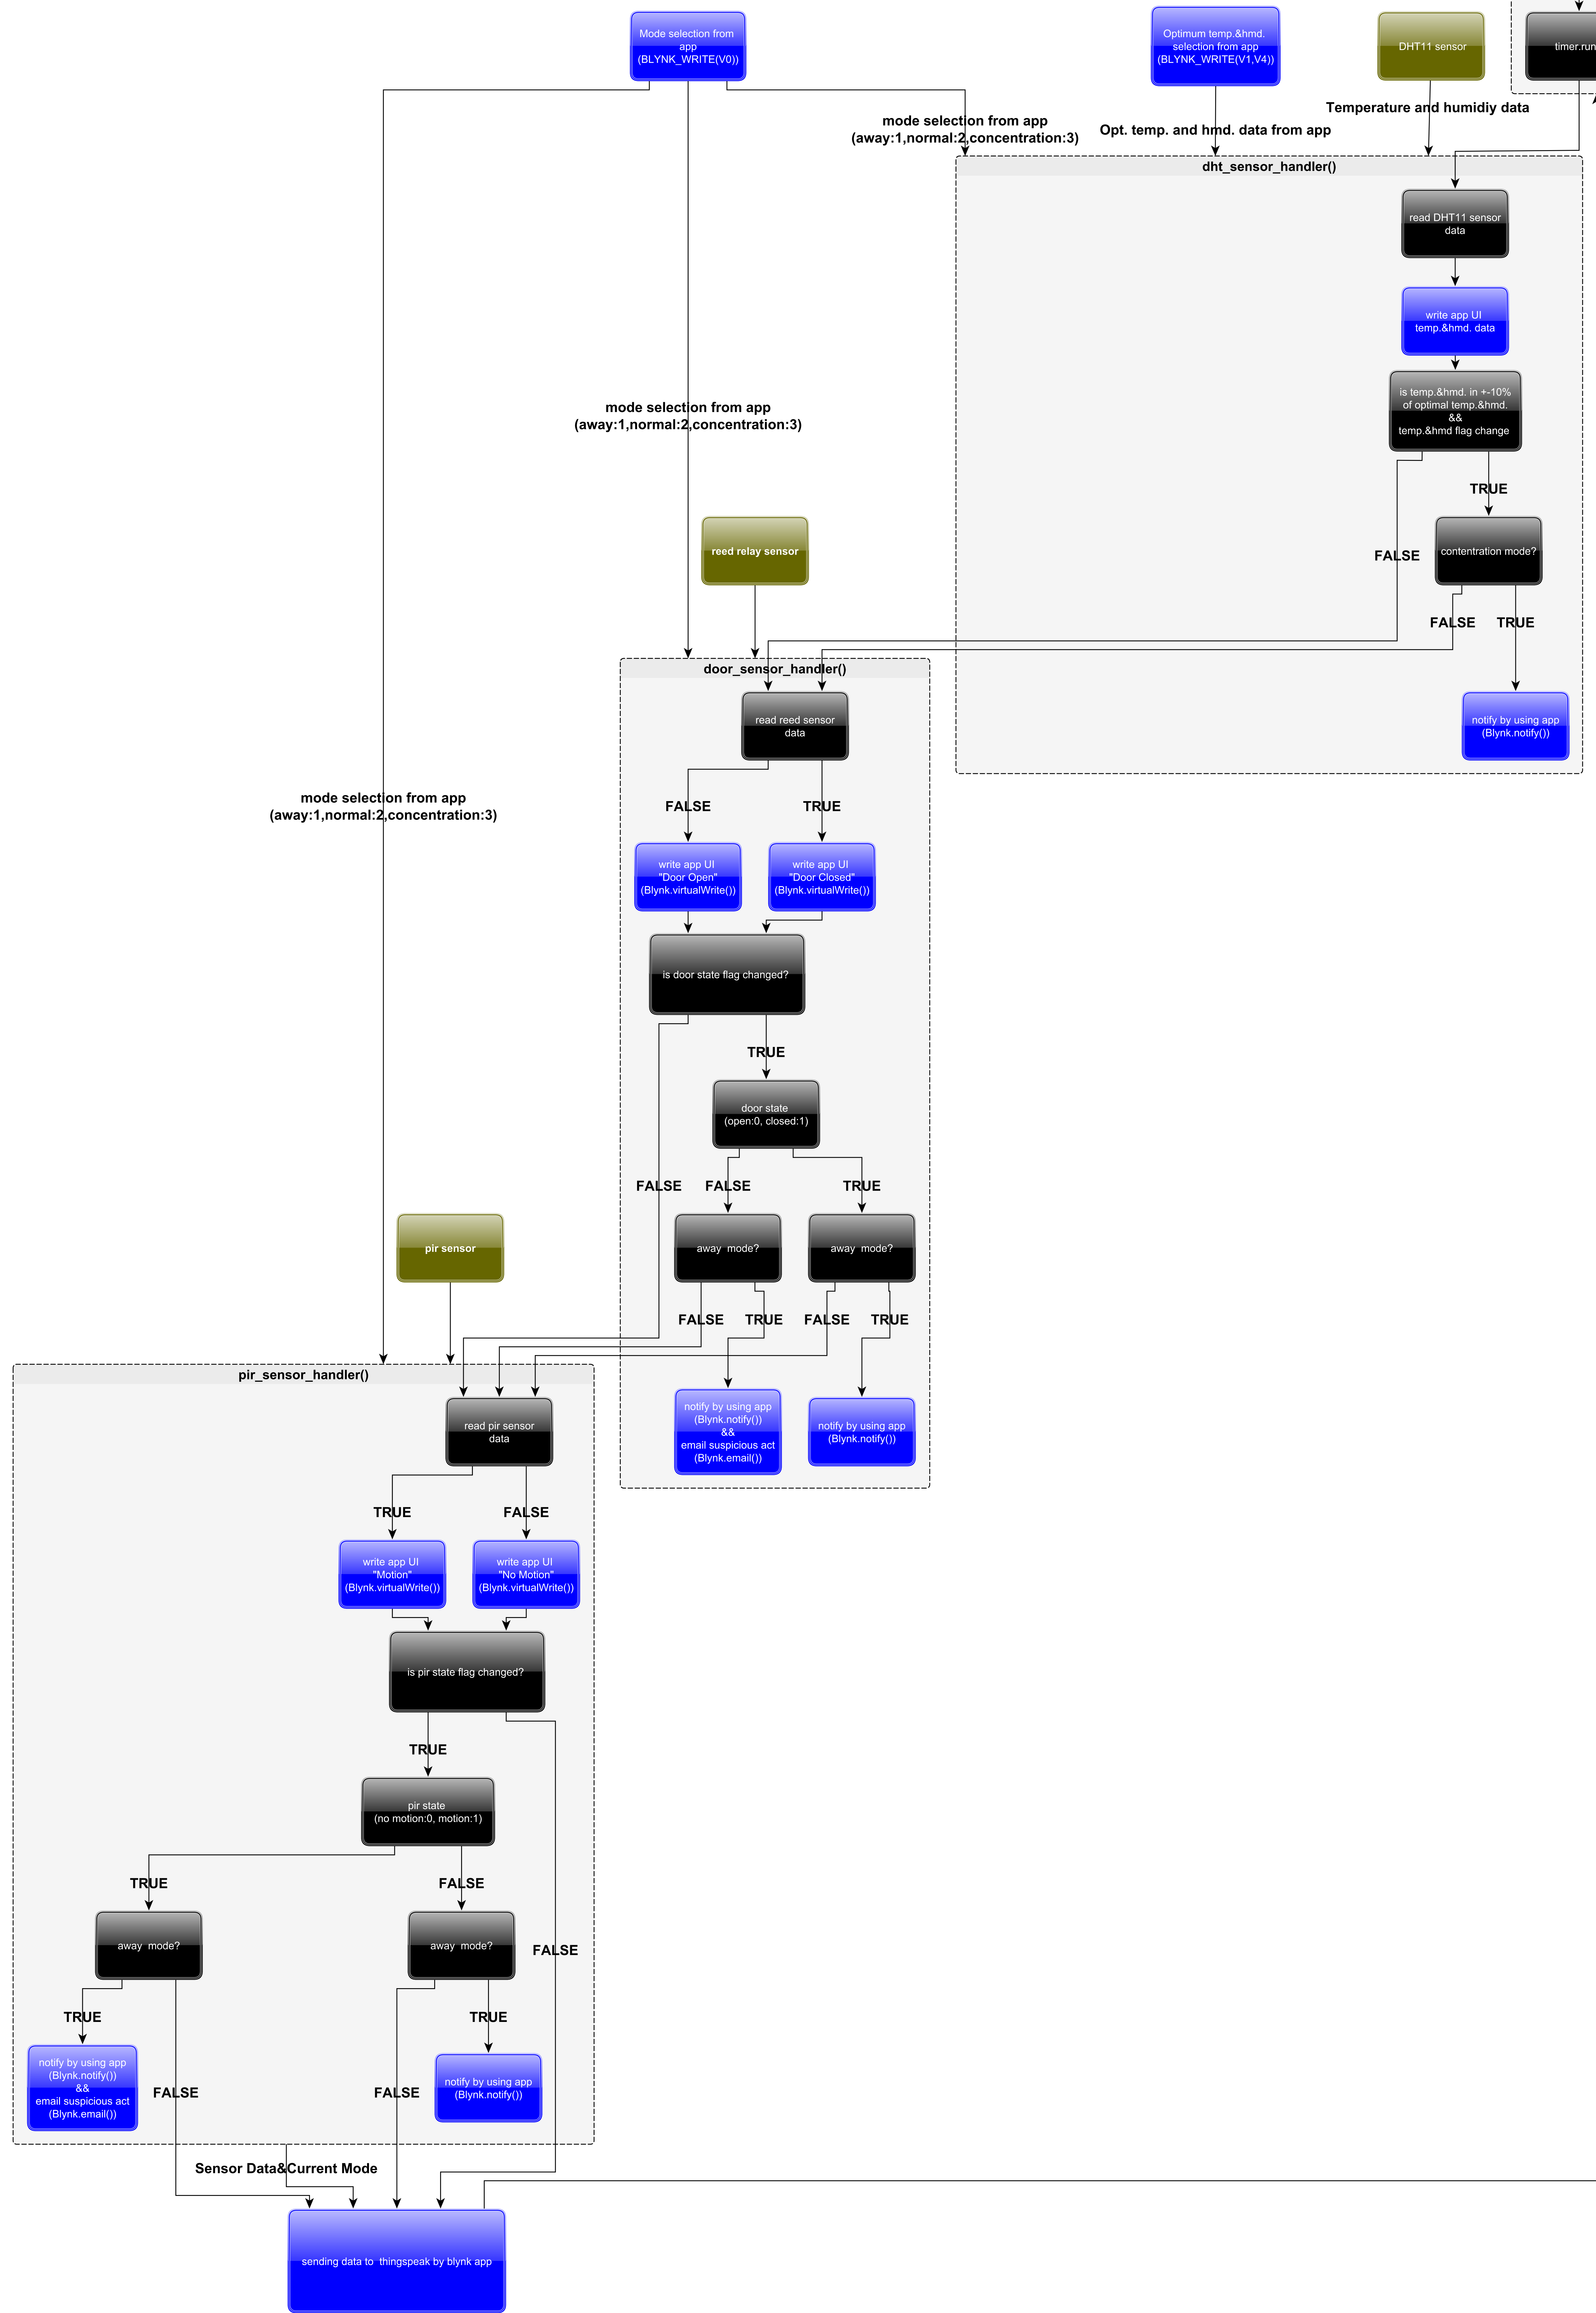 Mode selection from
app
(BLYNK_WRITE(V0))
Optimum temp.&hmd.
selection from app
(BLYNK_WRITE(V1,V4))
DHT11 sensor
timer.run
Temperature and humidiy data
mode selection from app
(away:1,normal:2,concentration:3)
Opt. temp. and hmd. data from app
dht_sensor_handler()
read DHT11 sensor
data
write app UI
temp.&hmd. data
is temp.&hmd. in +-10%
of optimal temp.&hmd.
&&
temp.&hmd flag change
mode selection from app
(away:1,normal:2,concentration:3)
TRUE
reed relay sensor
FALSE
contentration mode?
FALSE
TRUE
door_sensor_handler()
read reed sensor
data
notify by using app
(Blynk.notify())
mode selection from app
(away:1,normal:2,concentration:3)
FALSE
TRUE
write app UI
"Door Open"
(Blynk.virtualWrite())
write app UI
"Door Closed"
(Blynk.virtualWrite())
is door state flag changed?
TRUE
door state
(open:0, closed:1)
FALSE
FALSE
TRUE
pir sensor
away  mode?
away  mode?
FALSE
TRUE
FALSE
TRUE
pir_sensor_handler()
notify by using app
(Blynk.notify())
&&
email suspicious act
(Blynk.email())
notify by using app
(Blynk.notify())
read pir sensor
data
TRUE
FALSE
write app UI
"Motion"
(Blynk.virtualWrite())
write app UI
"No Motion"
(Blynk.virtualWrite())
is pir state flag changed?
TRUE
pir state
(no motion:0, motion:1)
TRUE
FALSE
away  mode?
away  mode?
FALSE
TRUE
TRUE
notify by using app
(Blynk.notify())
&&
email suspicious act
(Blynk.email())
FALSE
FALSE
notify by using app
(Blynk.notify())
Sensor Data&Current Mode
sending data to  thingspeak by blynk app